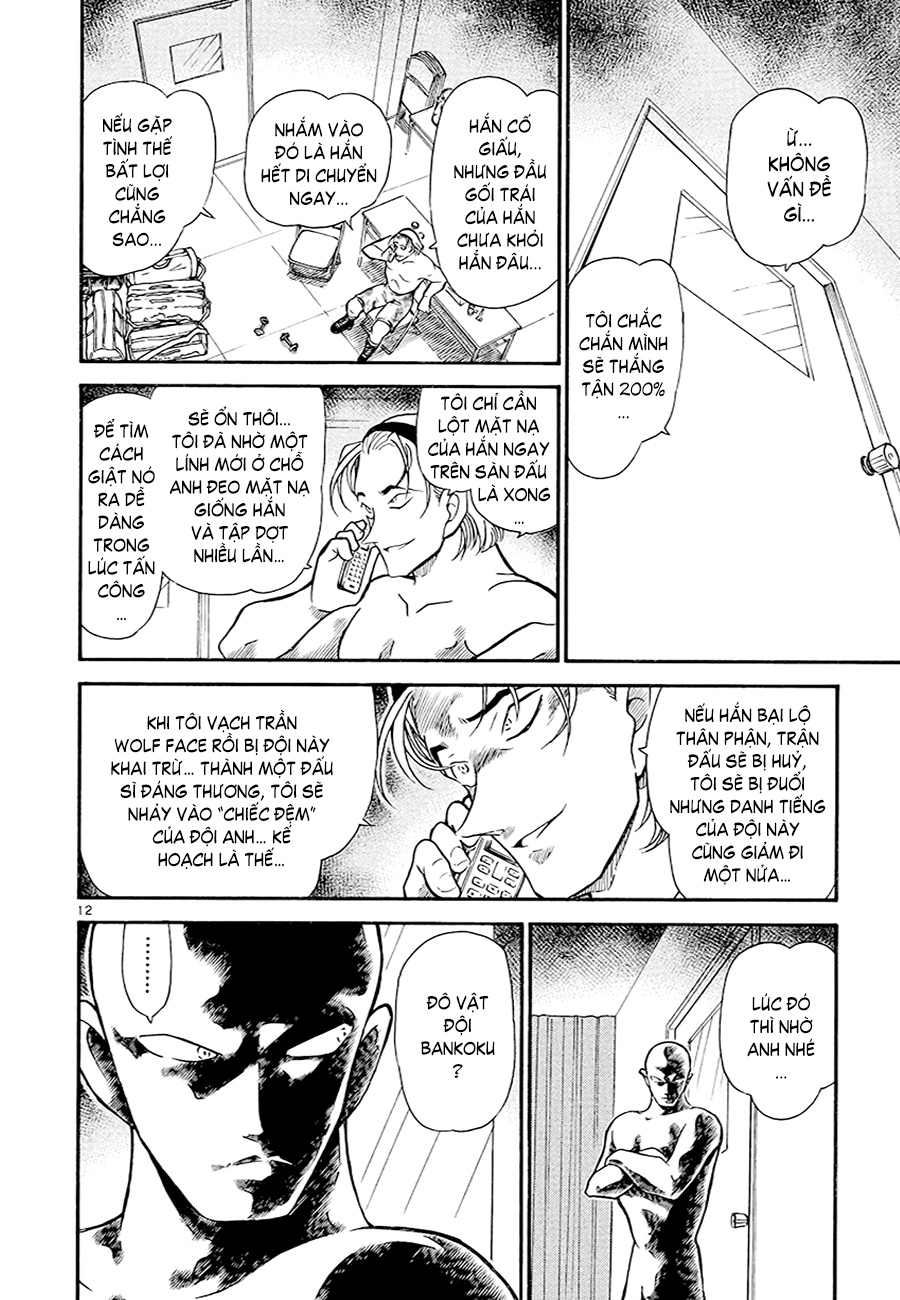 Ừ...
KHÔNG
VẤN ĐỀ
GÌ...
TÔI CHẮC
CHẮN MÌNH
SẼ THẮNG
TẬN 200%
...
HẮN CỐ
GIẤU,
NHƯNG ĐẦU
GỐI TRÁI
CỦA HẮN
CHƯA KHỎI
HẲN ĐÂU...
NHẮM VÀO
ĐÓ LÀ HẮN
HẾT DI CHUYỂN
NGAY...
NẾU GẶP
TÌNH THẾ
BẤT LỢI
CŨNG
CHẲNG
SAO...
TÔI CHỈ CẦN
LỘT MẶT NẠ
CỦA HẮN NGAY
TRÊN SÀN ĐẤU
LÀ XONG
...
SẼ ỔN THÔI...
TÔI ĐÃ NHỜ MỘT
LÍNH MỚI Ở CHỖ
ANH ĐEO MẶT NẠ
GIỐNG HẮN
VÀ TẬP DỢT
NHIỀU LẦN...
ĐỂ TÌM
CÁCH
GIẬT NÓ
RA DỄ
DÀNG
TRONG
LÚC TẤN
CÔNG
...
NẾU HẮN BẠI LỘ
THÂN PHẬN, TRẬN
ĐẤU SẼ BỊ HUỶ,
TÔI SẼ BỊ ĐUỔI
NHƯNG DANH TIẾNG
CỦA ĐỘI NÀY
CŨNG GIẢM ĐI
MỘT NỬA...
KHI TÔI VẠCH TRẦN
WOLF FACE RỒI BỊ ĐỘI NÀY
KHAI TRỪ... THÀNH MỘT ĐẤU
SĨ ĐÁNG THƯƠNG, TÔI SẼ
NHẢY VÀO “CHIẾC ĐỆM”
CỦA ĐỘI ANH... KẾ
HOẠCH LÀ THẾ...
12
LÚC ĐÓ
THÌ NHỜ
ANH NHÉ
...
ĐÔ VẬT
ĐỘI
BANKOKU
?
.........